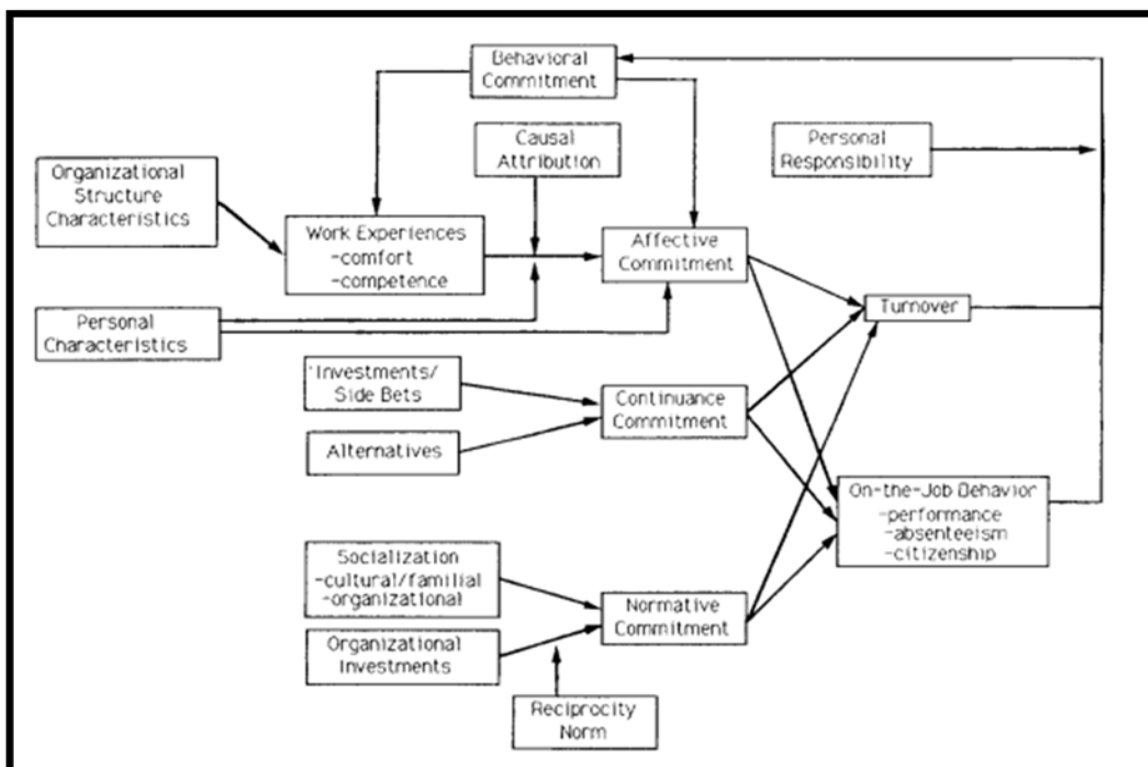 Behavioral
Commitment
Causal
Attribution
Personal
Responsibility
Organizational
Structure
Characteristics
Work Experiences
-comfort
-competence
Affective
Commitment
Personal
Characteristics
Turnover
Investments/
Side Bets
Continuance
Commitment
Alternatives
On-the-Job Behavior
-performance
-absenteeism
-citizenship
Socialization
-cultural/familial
-organizational
Normative
Commitment
Organizational
Investments
Reciprocity
Norm